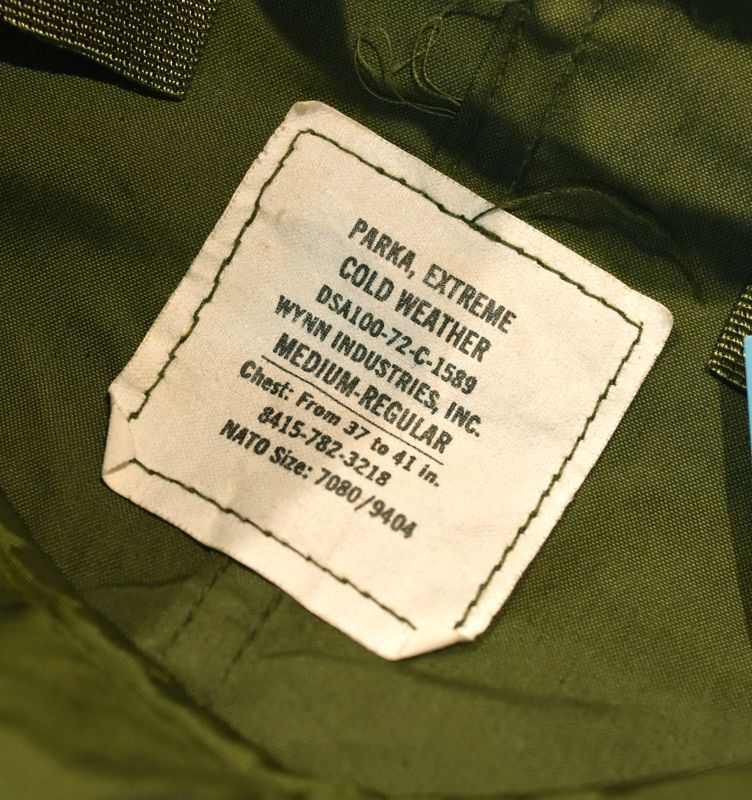 PARKA, EXTREME
COLD WEATHER
DSA100-72-C-1589
WYNN INDUSTRIES, INC.
MEDIUM-REGULAR
Chest: From 37 to 41 in.
8415-782-3218
NATO Size: 7080/9404